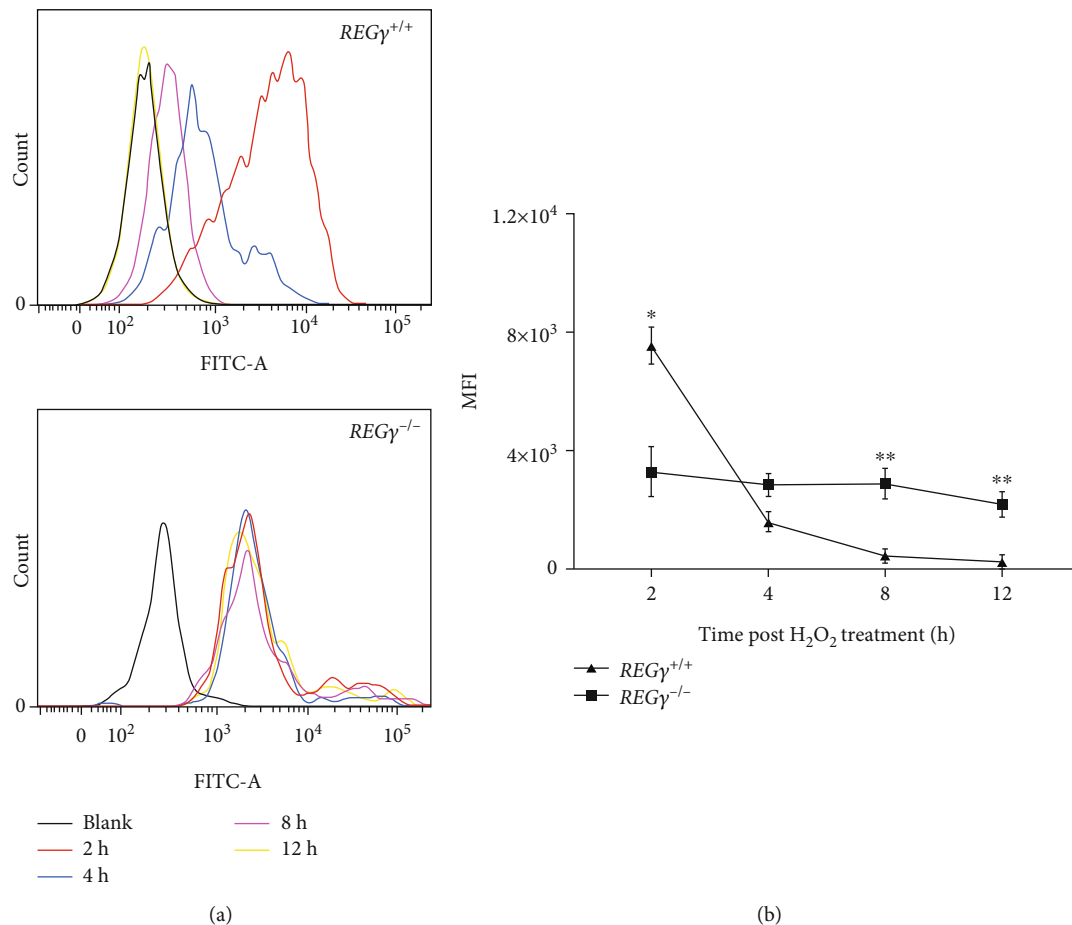 REGγ+/+
Count
0
0 10² 10³ 10⁴ 10⁵
FITC-A
REGγ−/−
Count
0
0 10² 10³ 10⁴ 10⁵
FITC-A
Blank
2 h
4 h
8 h
12 h
(a)
1.2×10⁴
8×10³
4×10³
0
MFI
*
**
**
2 4 8 12
Time post H₂O₂ treatment (h)
REGγ+/+
REGγ−/−
(b)